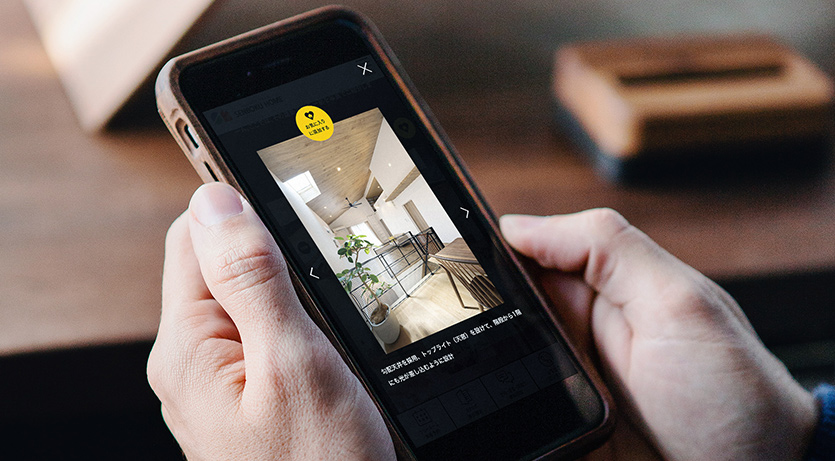 お気に入り
に追加する
勾配天井を採用、トップライト（天窓）を設けて、階段から1階
にも光が差し込むように設計